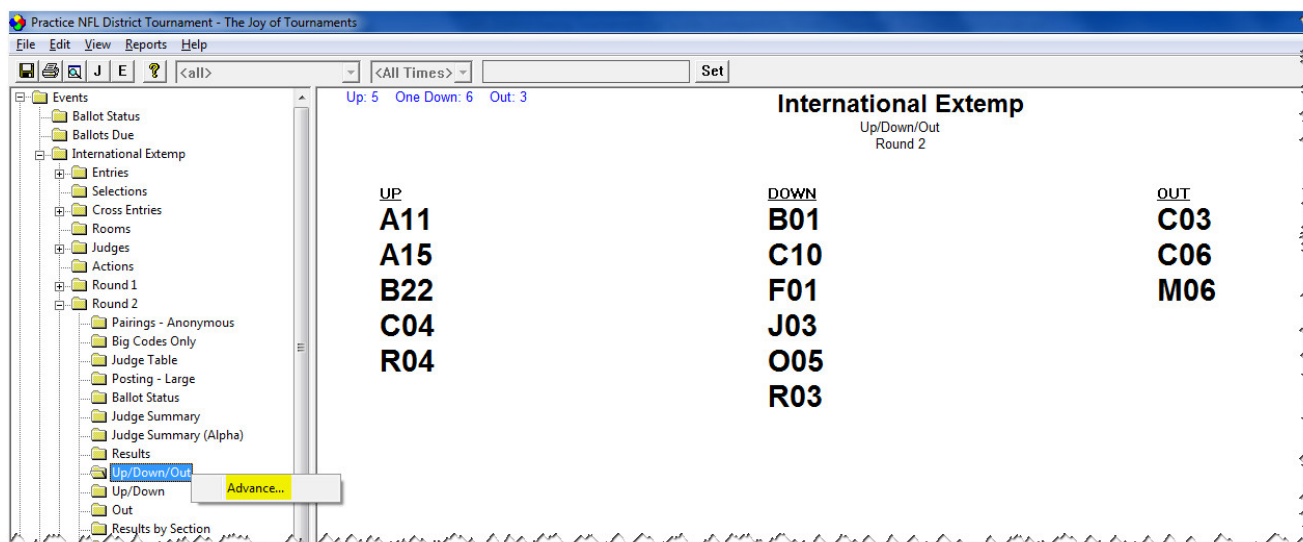 Practice NFL District Tournament - The Joy of Tournaments
File Edit View Reports Help
J E ? <all> <All Times> Set
Events
Ballot Status
Ballots Due
International Extemp
Entries
Selections
Cross Entries
Rooms
Judges
Actions
Round 1
Round 2
Pairings - Anonymous
Big Codes Only
Judge Table
Posting - Large
Ballot Status
Judge Summary
Judge Summary (Alpha)
Results
Up/Down/Out
Advance...
Up/Down
Out
Results by Section
Up: 5 One Down: 6 Out: 3
International Extemp
Up/Down/Out
Round 2
UP DOWN OUT
A11 B01 C03
A15 C10 C06
B22 F01 M06
C04 J03
R04 O05
R03